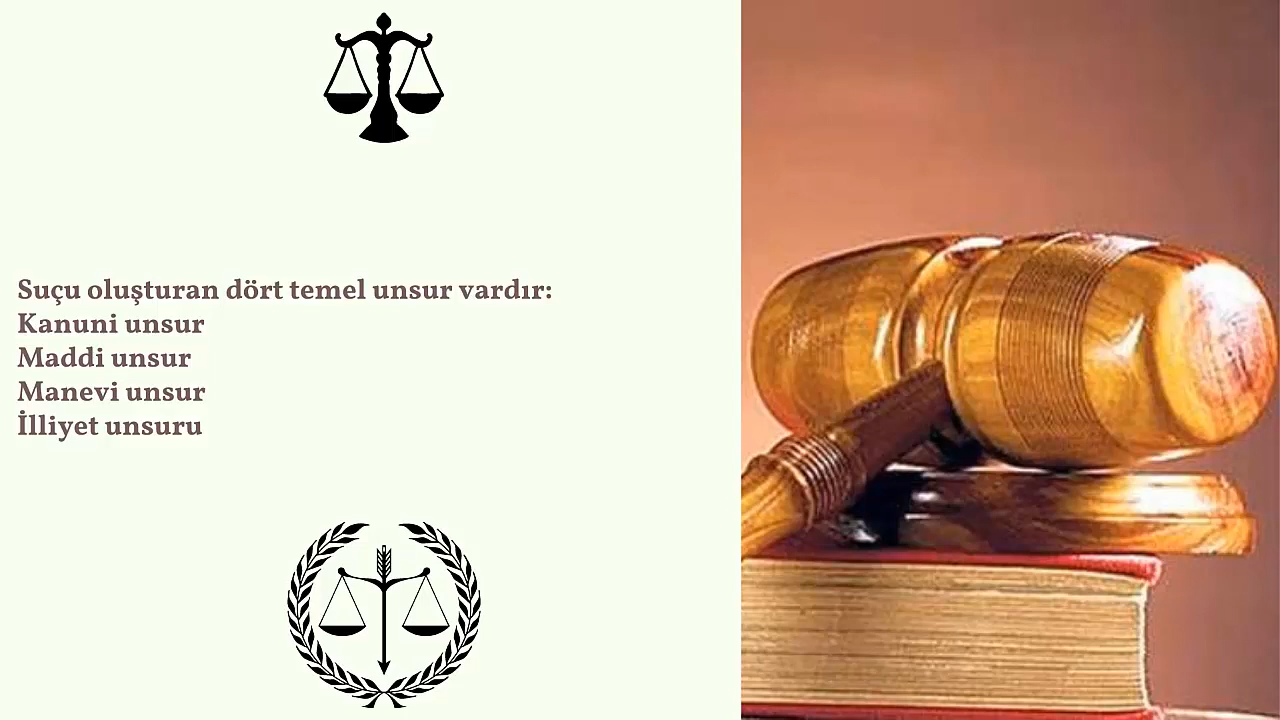 Suçu oluşturan dört temel unsur vardır:
Kanuni unsur
Maddi unsur
Manevi unsur
İlliyet unsuru